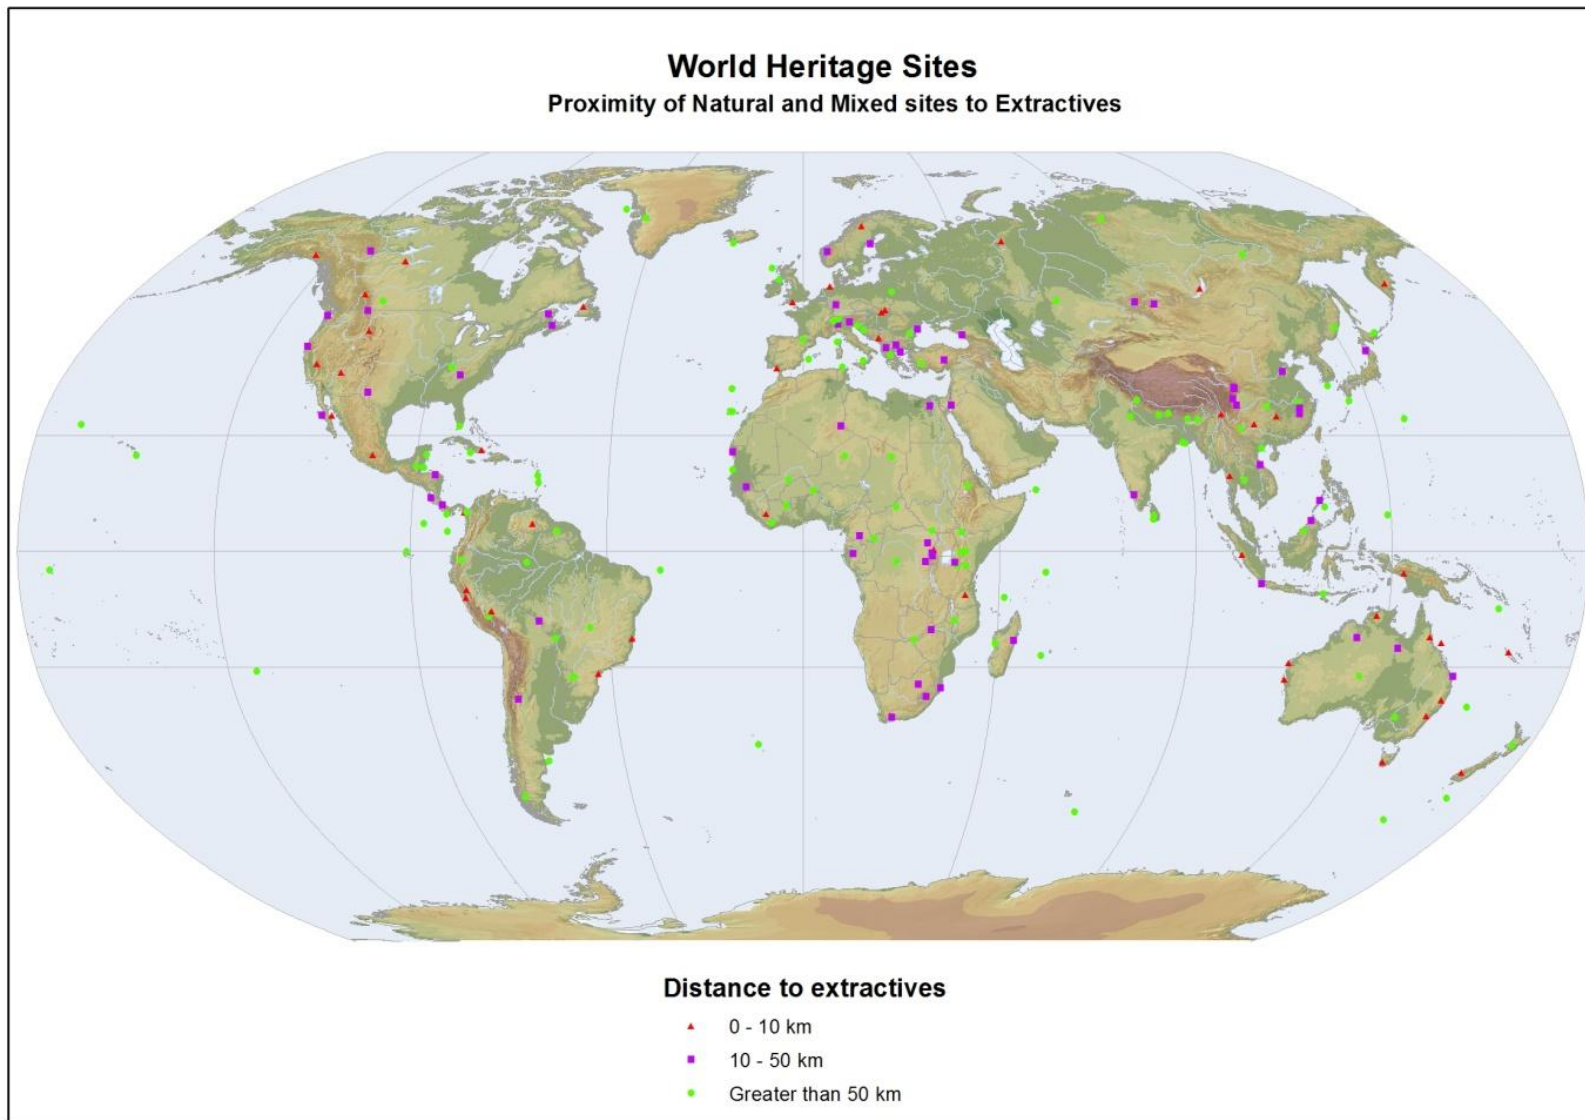 World Heritage Sites
Proximity of Natural and Mixed sites to Extractives
Distance to extractives
0 - 10 km
10 - 50 km
Greater than 50 km